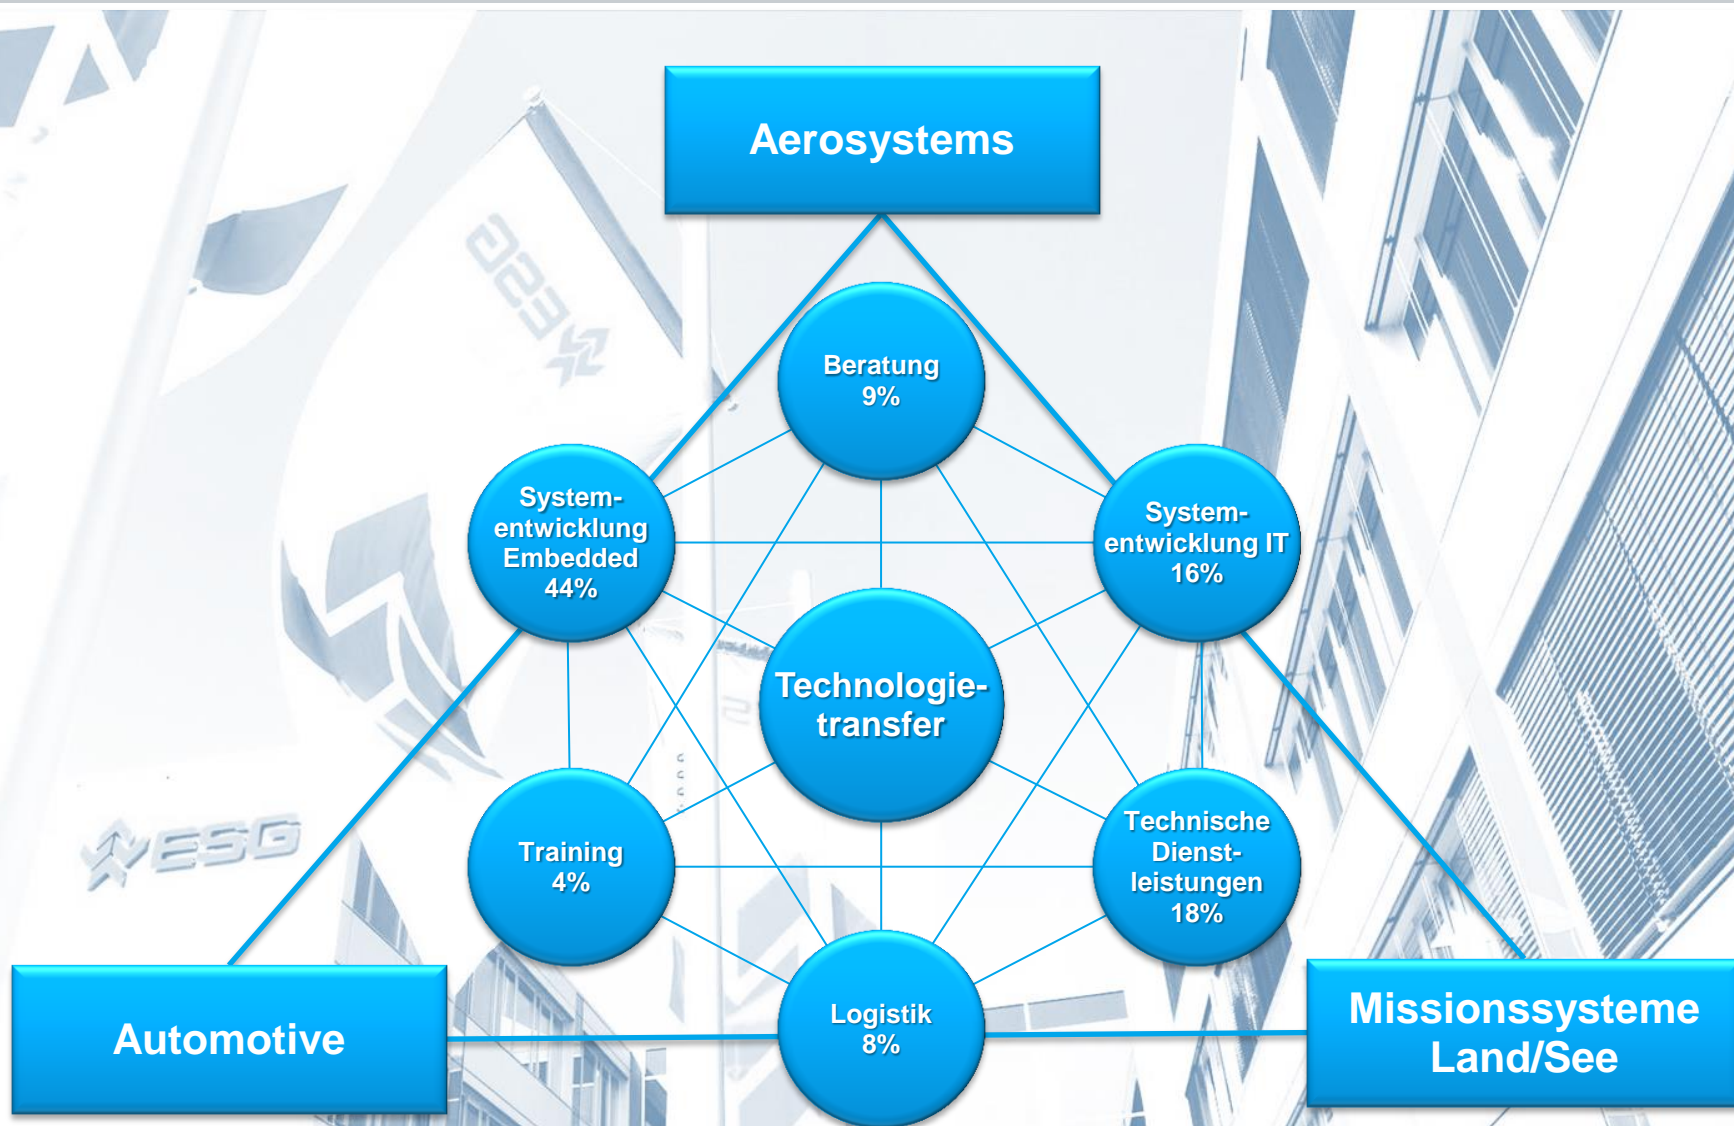 Aerosystems
Beratung
9%
System-
entwicklung
Embedded
44%
System-
entwicklung IT
16%
Technologie-
transfer
Training
4%
Technische
Dienst-
leistungen
18%
Logistik
8%
Automotive
Missionssysteme
Land/See
ESG
ESG